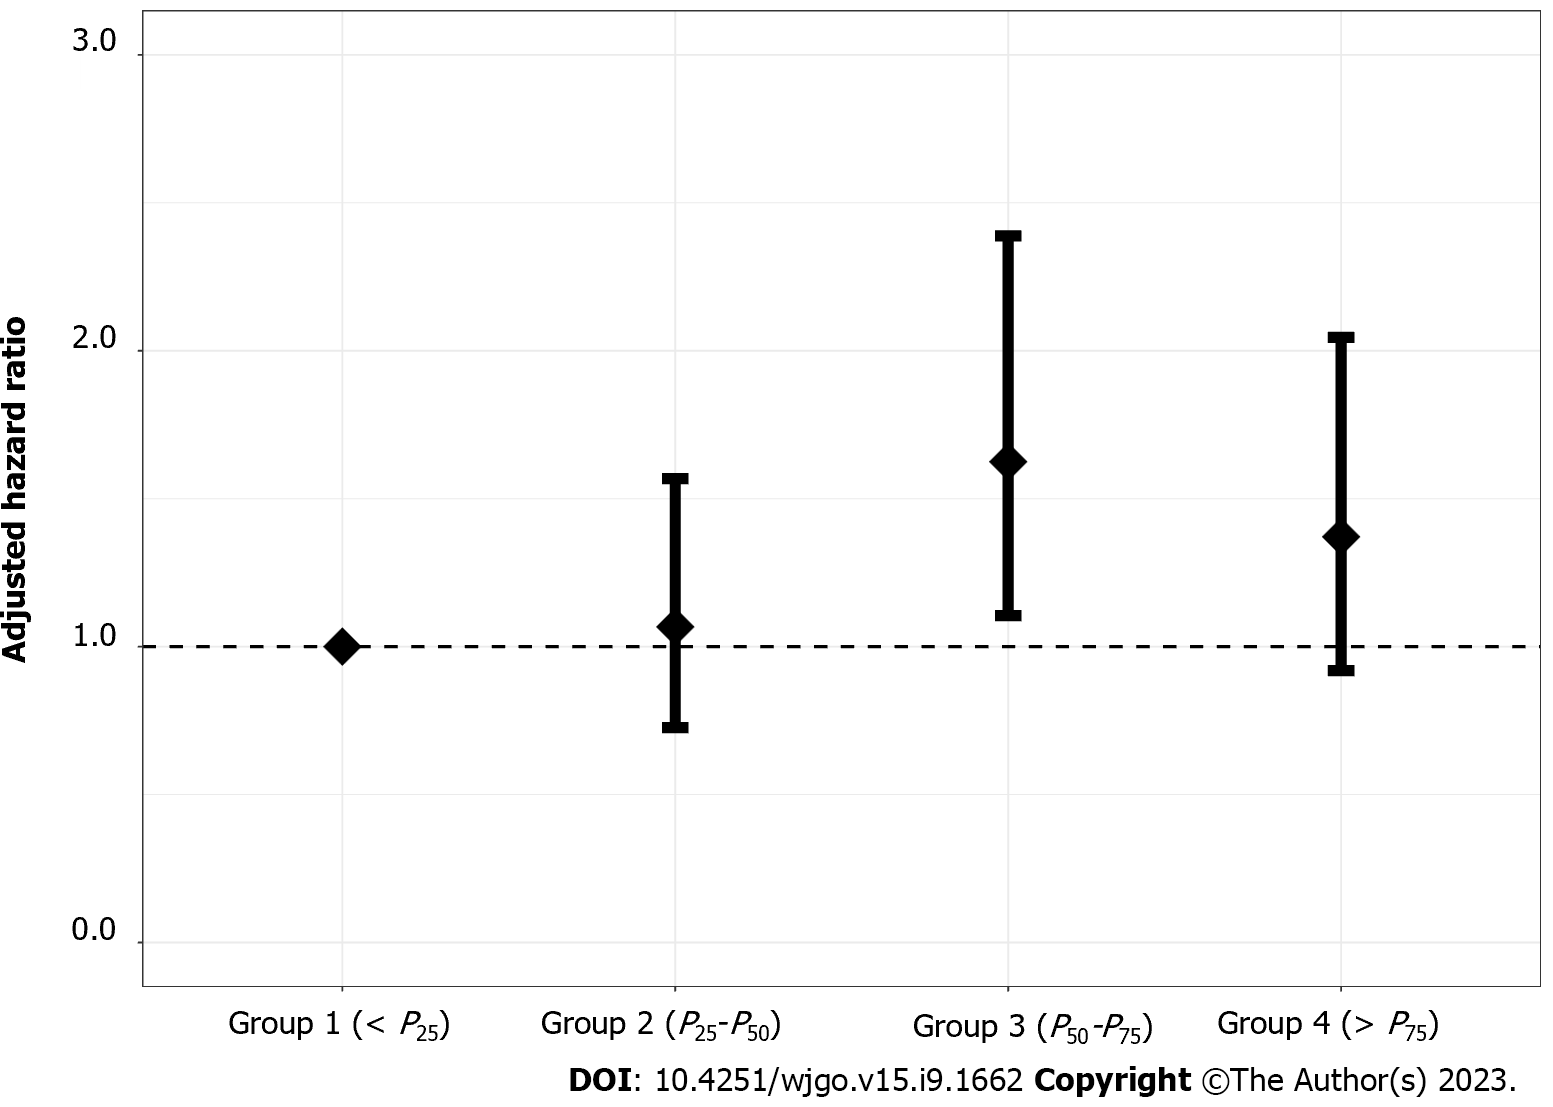 3.0
2.0
1.0
0.0
Adjusted hazard ratio
Group 1 (< P25)
Group 2 (P25-P50)
Group 3 (P50-P75)
Group 4 (> P75)
DOI: 10.4251/wjgo.v15.i9.1662 Copyright ©The Author(s) 2023.